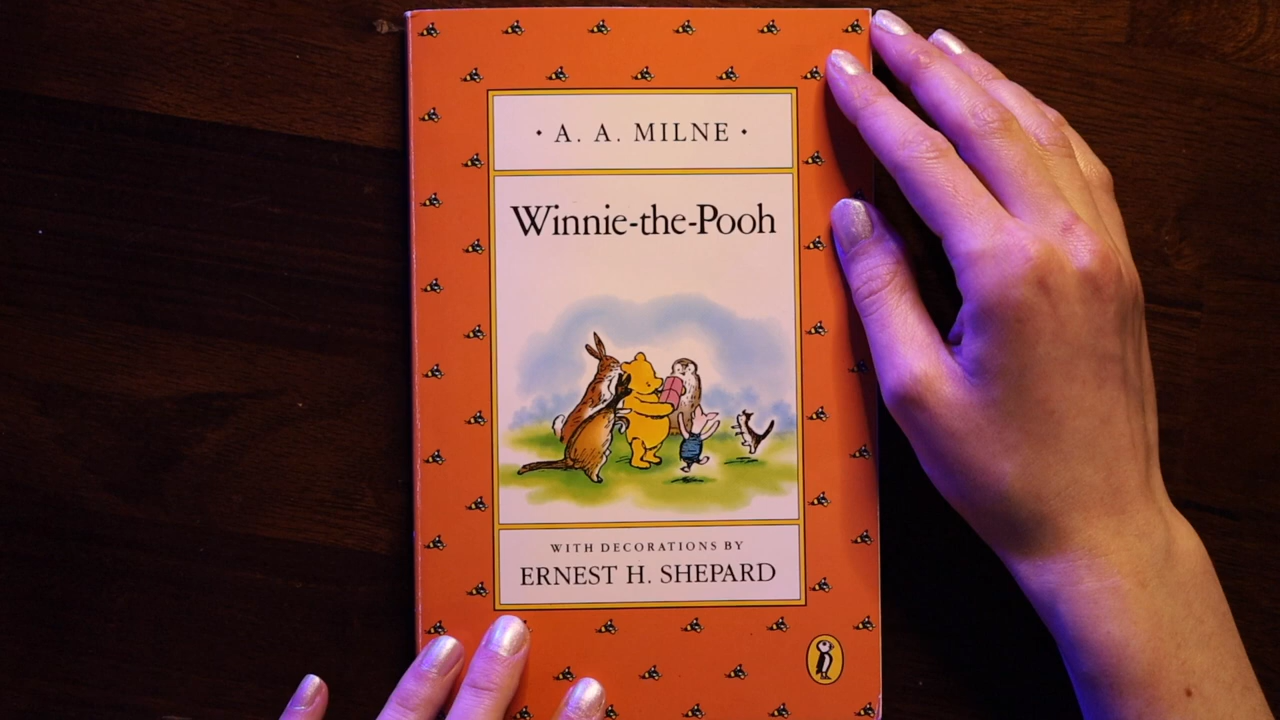 · A. A. MILNE ·
Winnie-the-Pooh
WITH DECORATIONS BY
ERNEST H. SHEPARD